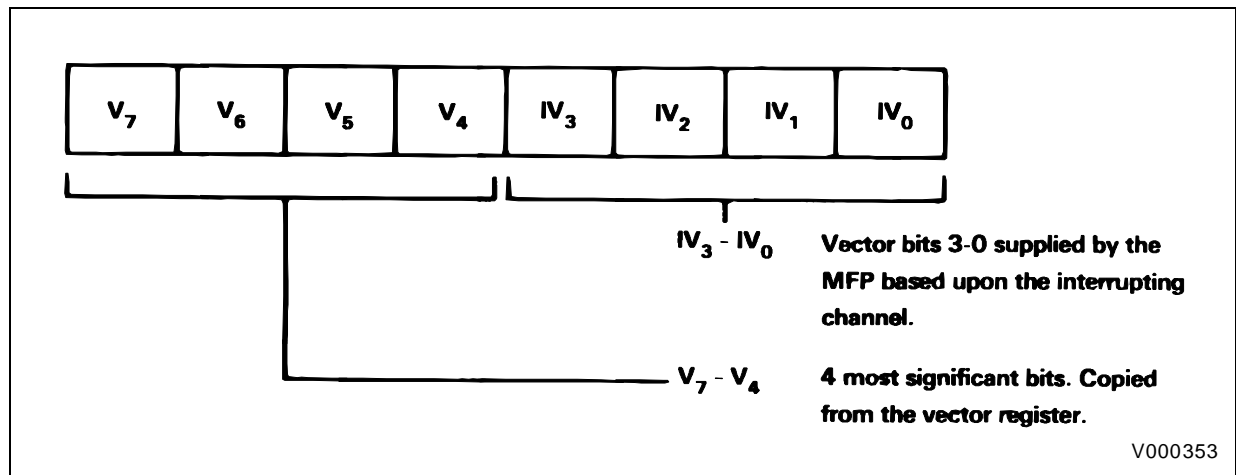 V7 V6 V5 V4 IV3 IV2 IV1 IV0
IV3 - IV0 Vector bits 3-0 supplied by the
MFP based upon the interrupting
channel.
V7 - V4 4 most significant bits. Copied
from the vector register.
V000353